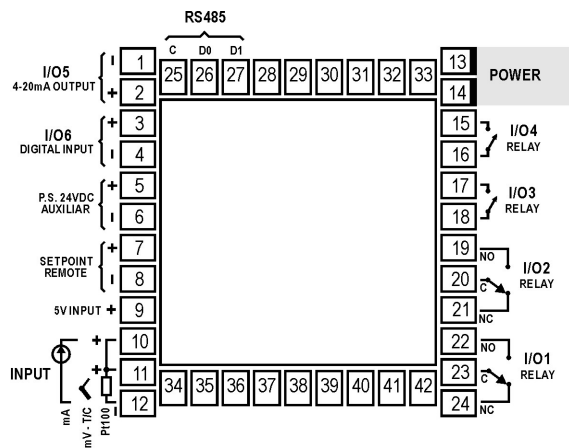 RS485
C D0 D1
I/O5
4-20mA OUTPUT
- 1
+ 2
25 26 27 28 29 30 31 32 33
13
14
POWER
I/O6
DIGITAL INPUT
+ 3
- 4
15
16
I/O4
RELAY
P.S. 24VDC
AUXILIAR
+ 5
- 6
17
18
I/O3
RELAY
SETPOINT
REMOTE
+ 7
- 8
5V INPUT + 9
19 NO
20 C
21 NC
I/O2
RELAY
INPUT
+ 10
+ 11
- 12
mA
mV - T/C
Pt100
34 35 36 37 38 39 40 41 42
22 NO
23 C
24 NC
I/O1
RELAY